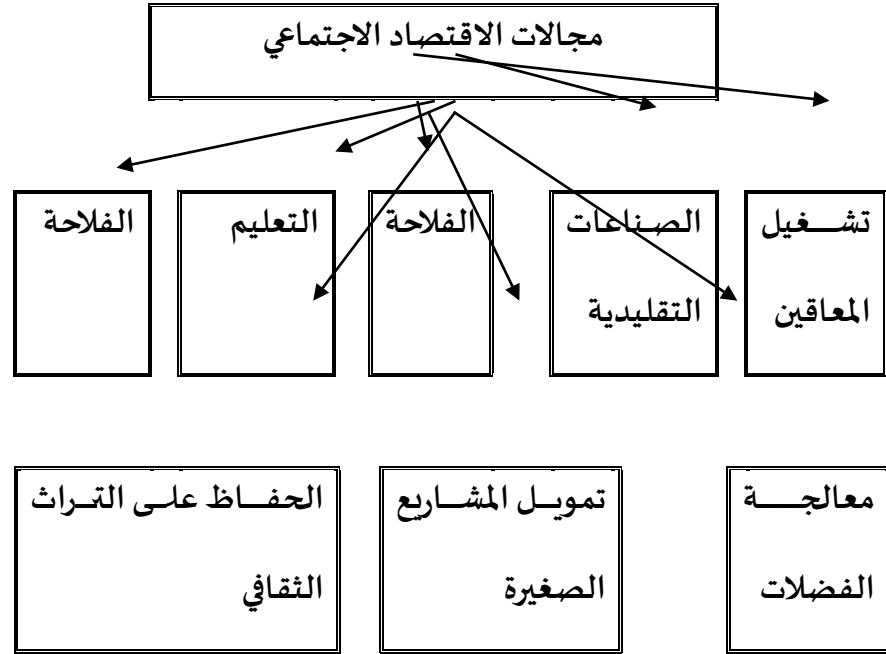 مجالات الاقتصاد الاجتماعي
تشغيل
المعاقين
الصناعات
التقليدية
الفلاحة
التعليم
الفلاحة
معالجة
الفضلات
تمويل المشاريع
الصغيرة
الحفاظ على التراث
الثقافي